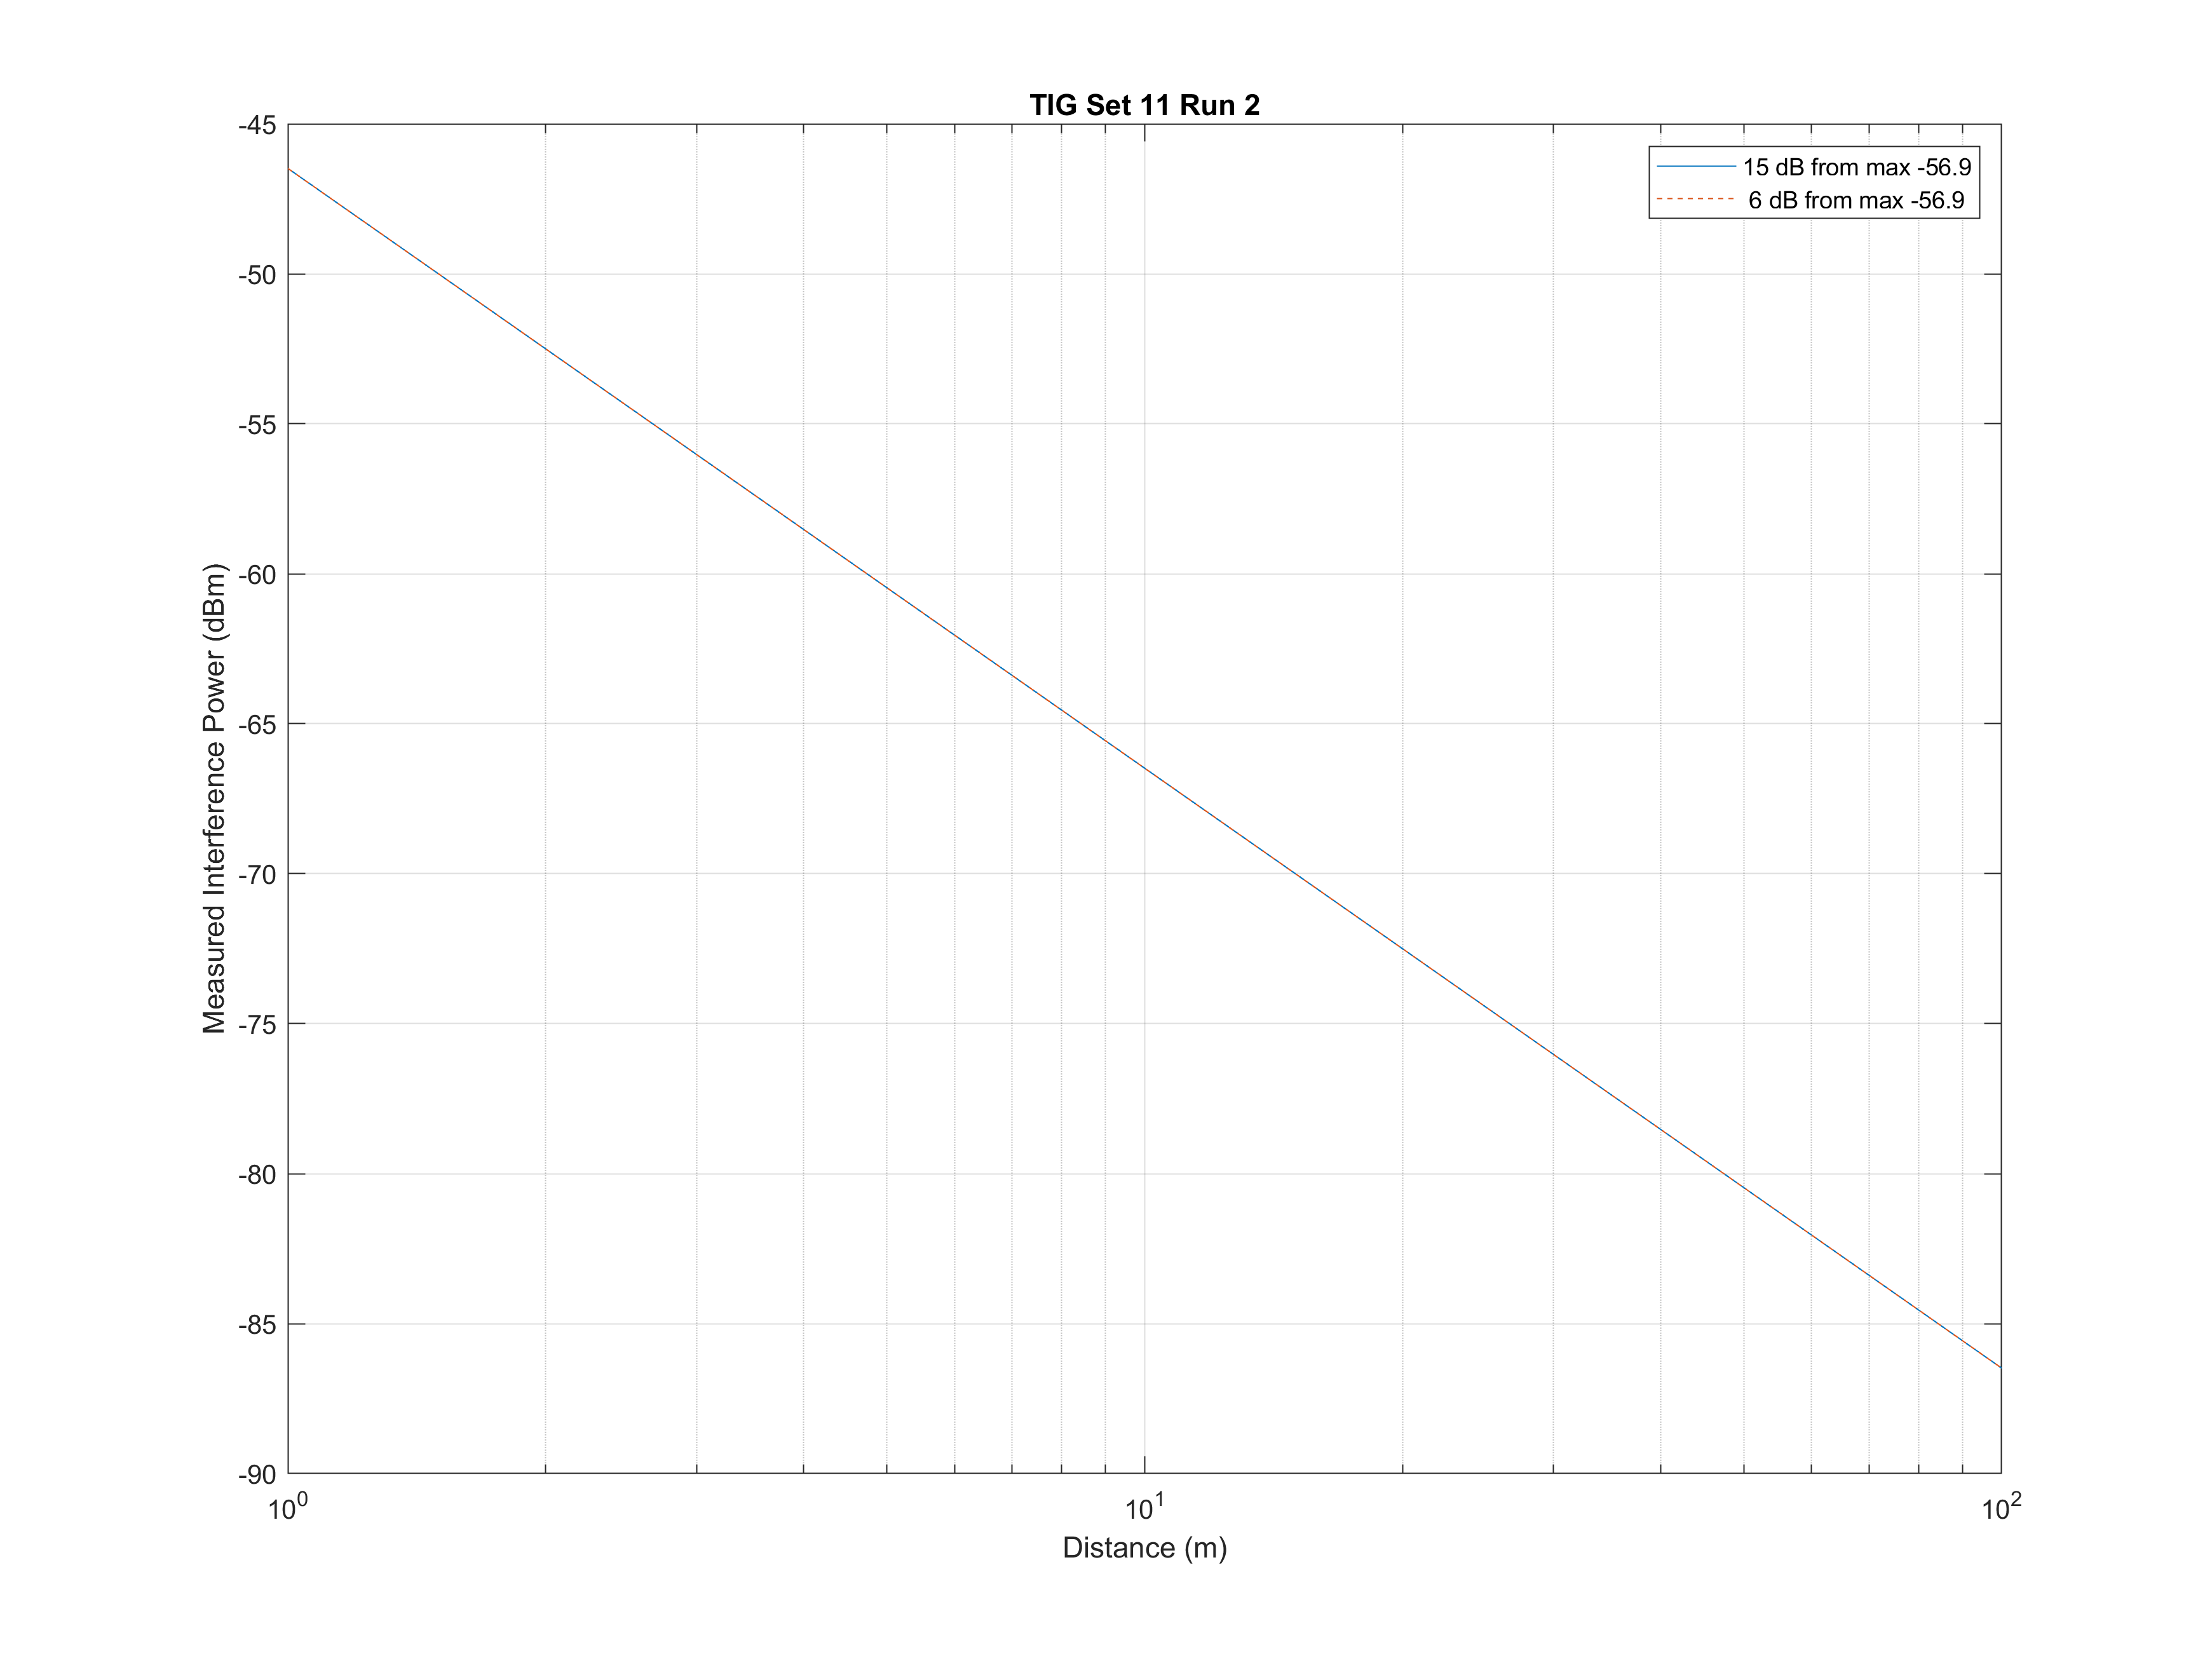 TIG Set 11 Run 2
15 dB from max -56.9
6 dB from max -56.9
Measured Interference Power (dBm)
-45
-50
-55
-60
-65
-70
-75
-80
-85
-90
10^0 10^1 10^2
Distance (m)